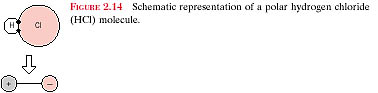 FIGURE 2.14 Schematic representation of a polar hydrogen chloride
(HCl) molecule.
H Cl
+ −